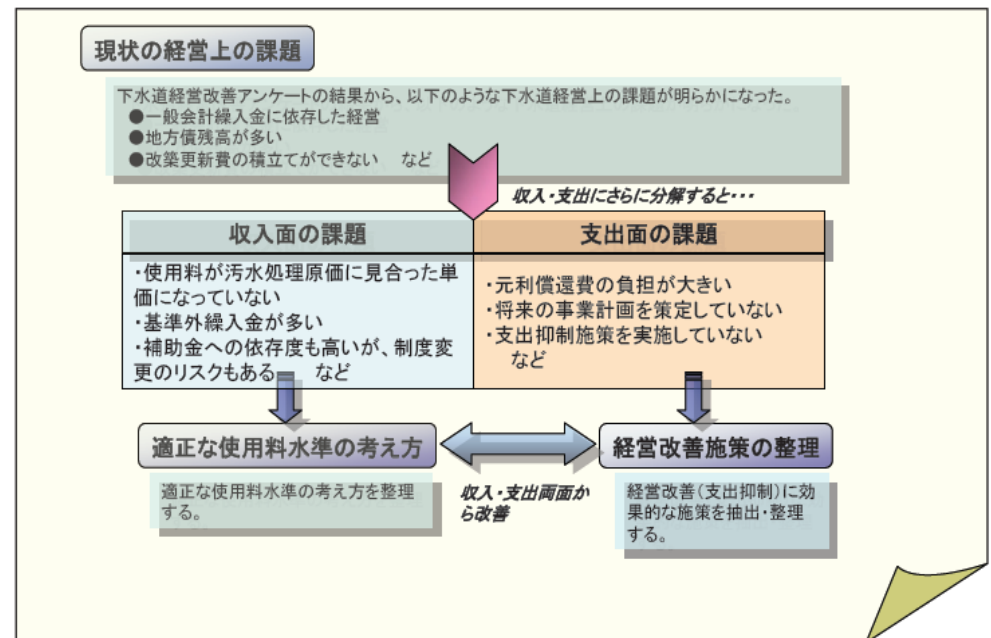 現状の経営上の課題
下水道経営改善アンケートの結果から、以下のような下水道経営上の課題が明らかになった。
●一般会計繰入金に依存した経営
●地方債残高が多い
●改築更新費の積立てができない　など
収入・支出にさらに分解すると・・・
収入面の課題
・使用料が汚水処理原価に見合った単
価になっていない
・基準外繰入金が多い
・補助金への依存度も高いが、制度変
更のリスクもある　など
支出面の課題
・元利償還費の負担が大きい
・将来の事業計画を策定していない
・支出抑制施策を実施していない
など
適正な使用料水準の考え方
適正な使用料水準の考え方を整理
する。
収入・支出両面か
ら改善
経営改善施策の整理
経営改善(支出抑制)に効
果的な施策を抽出・整理
する。